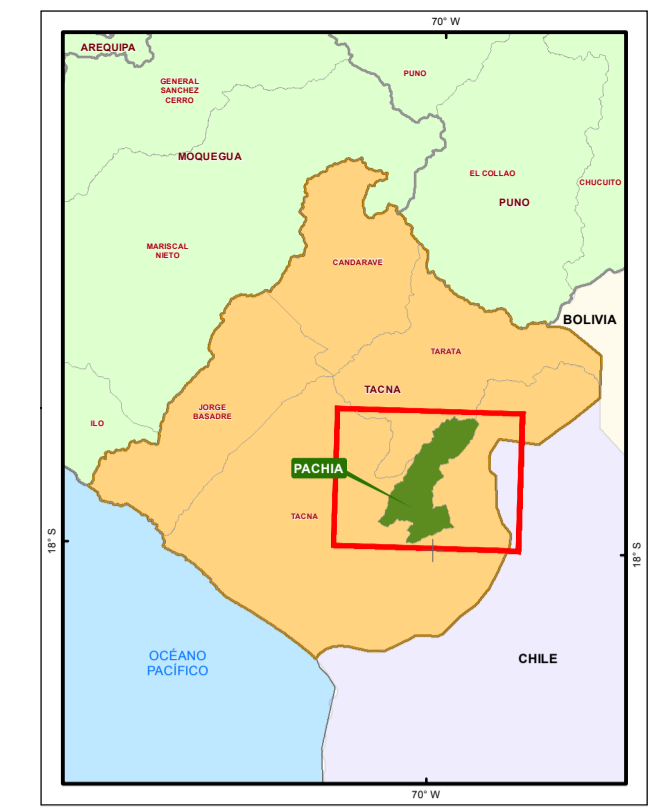 70° W
AREQUIPA
GENERAL
SANCHEZ
CERRO
PUNO
MOQUEGUA
EL COLLAO
CHUCUITO
PUNO
MARISCAL
NIETO
CANDARAVE
BOLIVIA
TARATA
TACNA
JORGE
BASADRE
ILO
PACHIA
TACNA
18° S
18° S
OCÉANO
PACÍFICO
CHILE
70° W